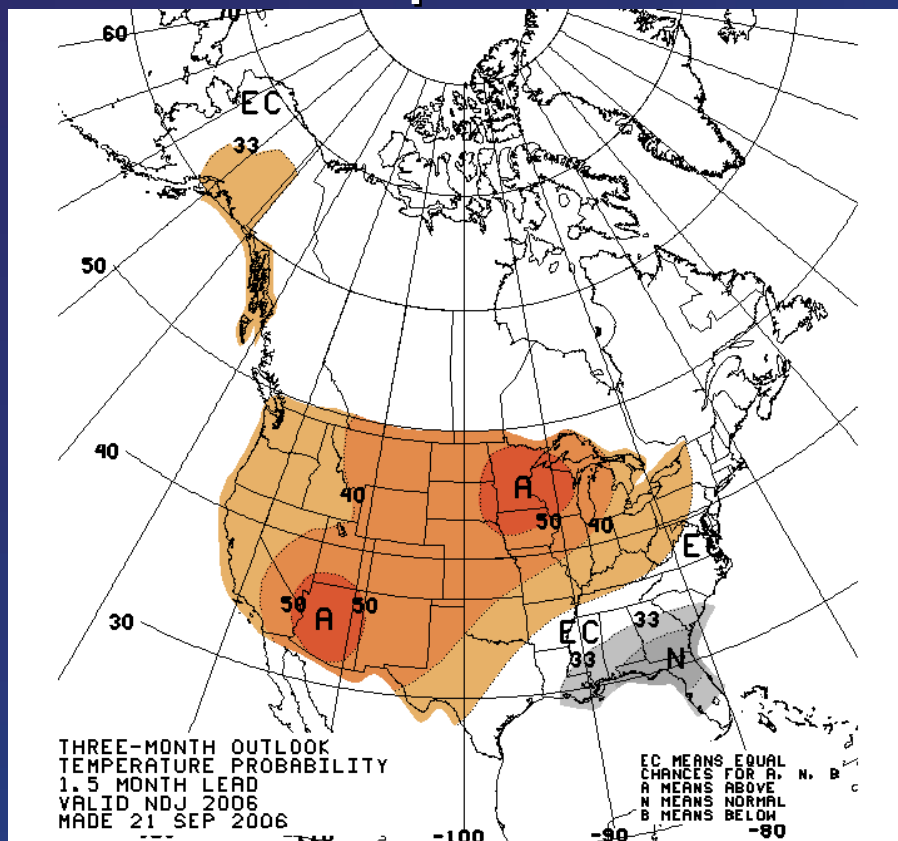 60
70
EC
33
50
40
40
A
50
40
EC
50
A
50
30
EC
33
33
N
THREE-MONTH OUTLOOK
TEMPERATURE PROBABILITY
1.5 MONTH LEAD
VALID NDJ 2006
MADE 21 SEP 2006
EC MEANS EQUAL
CHANCES FOR A, N, B
A MEANS ABOVE
N MEANS NORMAL
B MEANS BELOW
-100
-90
-80